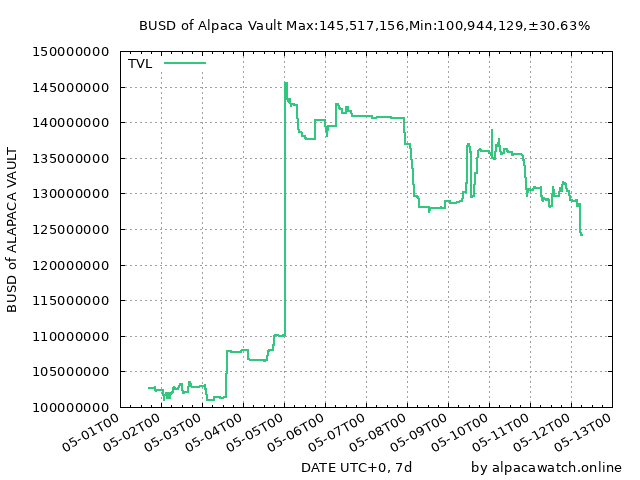 BUSD of Alpaca Vault Max:145,517,156,Min:100,944,129,±30.63%
TVL
BUSD of ALAPACA VAULT
150000000
145000000
140000000
135000000
130000000
125000000
120000000
115000000
110000000
105000000
100000000
05-01T00
05-02T00
05-03T00
05-04T00
05-05T00
05-06T00
05-07T00
05-08T00
05-09T00
05-10T00
05-11T00
05-12T00
05-13T00
DATE UTC+0, 7d
by alpacawatch.online